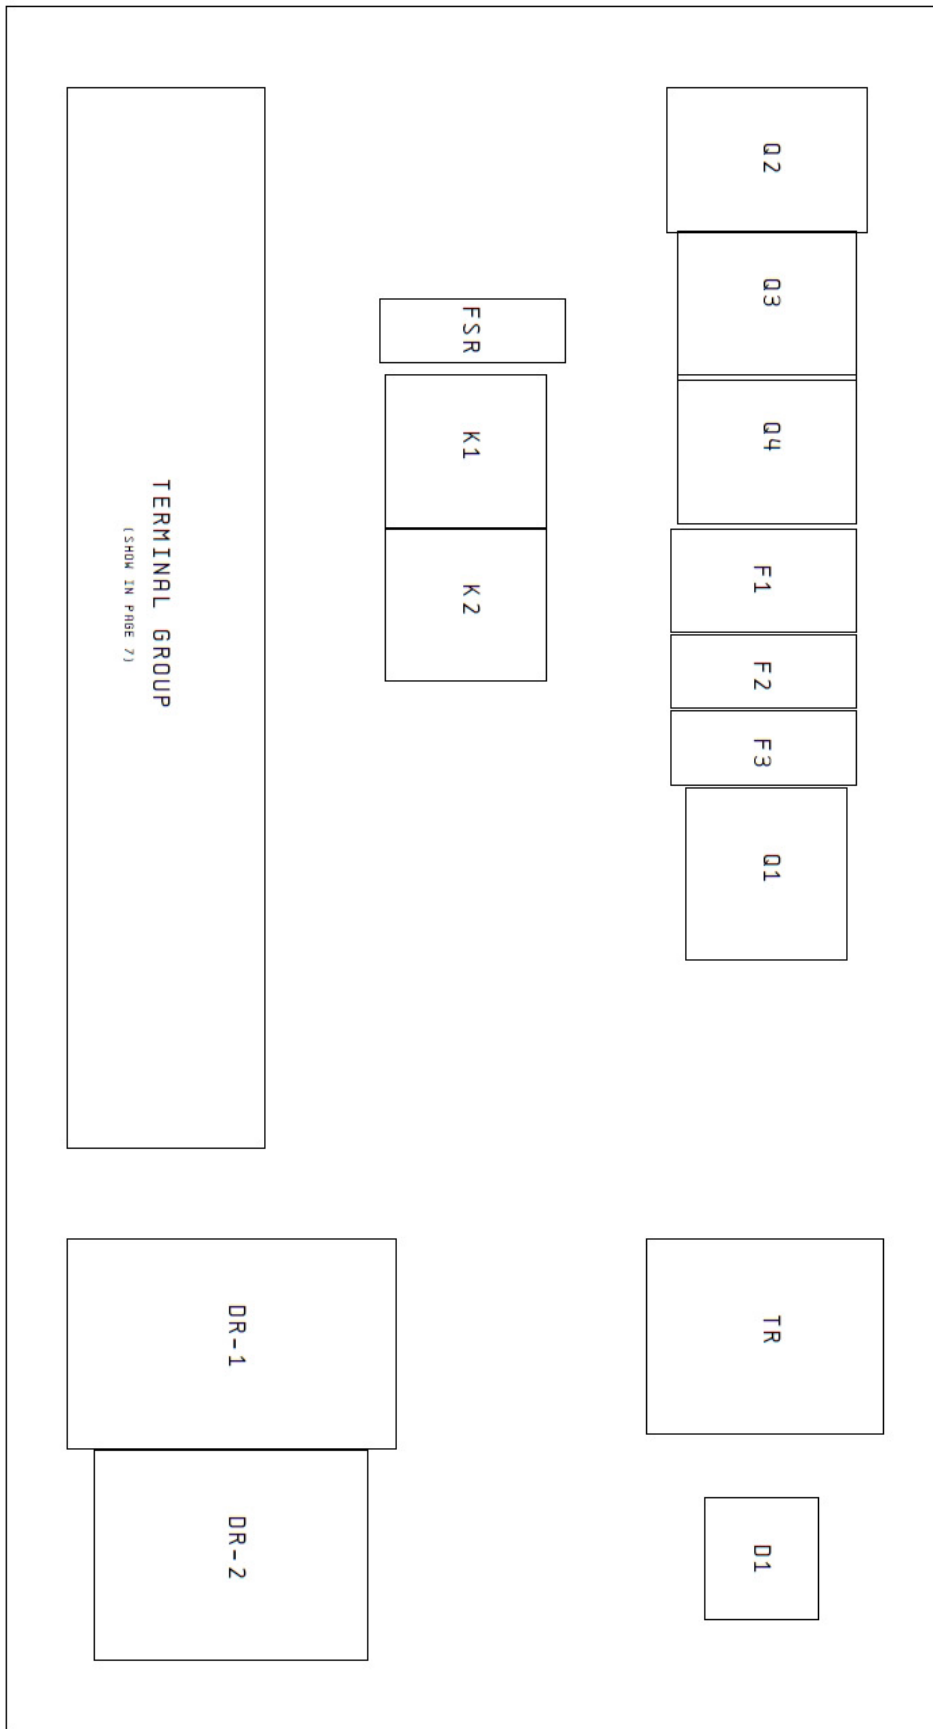 Q2
Q3
Q4
F1
F2
F3
Q1
TR
D1
FSR
K1
K2
TERMINAL GROUP
(SHOW IN PAGE 7)
DR-1
DR-2